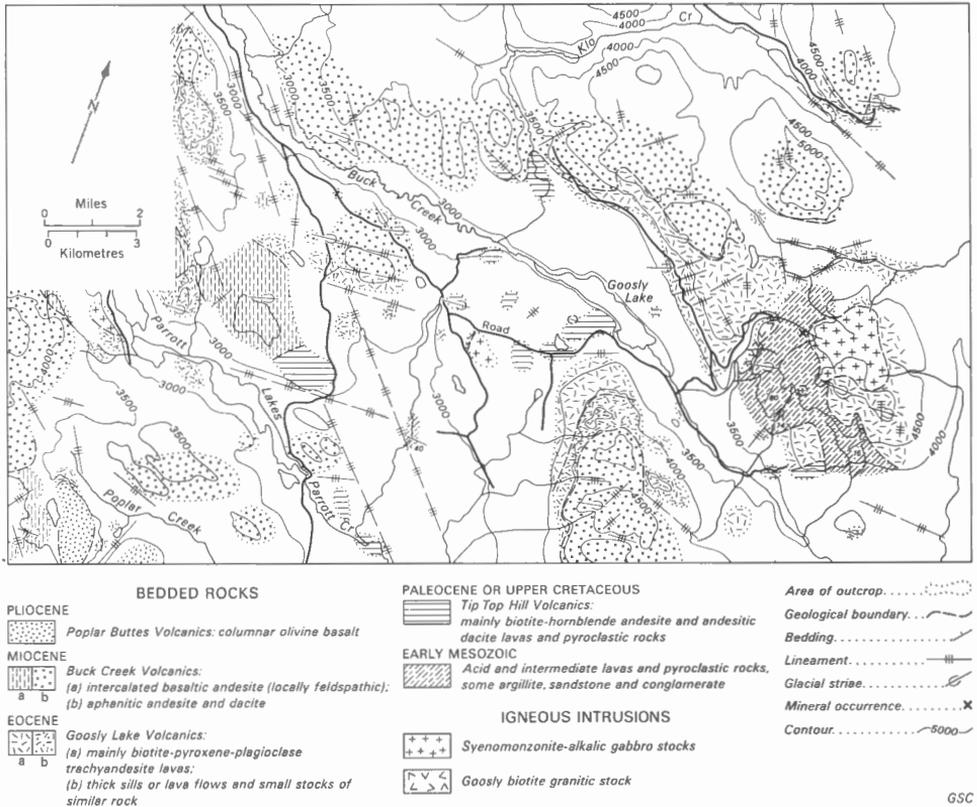 4500
4000
Cr
Klo
4000
4500
4500
4000
3000
3500
3000
3500
N
3500
4500
5000
Miles
0 2
0 3
Kilometres
Buck
Creek
3000
3000
Goosly
Lake
Road
4000
Parrott
3000
Lakes
3000
3500
3000
3500
4500
4000
3500
3500
4000
4000
Poplar
Creek
Parrott
Cr
40
BEDDED ROCKS
PLIOCENE
Poplar Buttes Volcanics: columnar olivine basalt
MIOCENE
Buck Creek Volcanics:
(a) intercalated basaltic andesite (locally feldspathic);
(b) aphanitic andesite and dacite
a b
EOCENE
Goosly Lake Volcanics:
(a) mainly biotite-pyroxene-plagioclase
trachyandesite lavas;
(b) thick sills or lava flows and small stocks of
similar rock
a b
PALEOCENE OR UPPER CRETACEOUS
Tip Top Hill Volcanics:
mainly biotite-hornblende andesite and andesitic
dacite lavas and pyroclastic rocks
EARLY MESOZOIC
Acid and intermediate lavas and pyroclastic rocks,
some argillite, sandstone and conglomerate
IGNEOUS INTRUSIONS
Syenomonzonite-alkalic gabbro stocks
Goosly biotite granitic stock
Area of outcrop
Geological boundary
Bedding
Lineament
Glacial striae
Mineral occurrence
Contour
5000
GSC